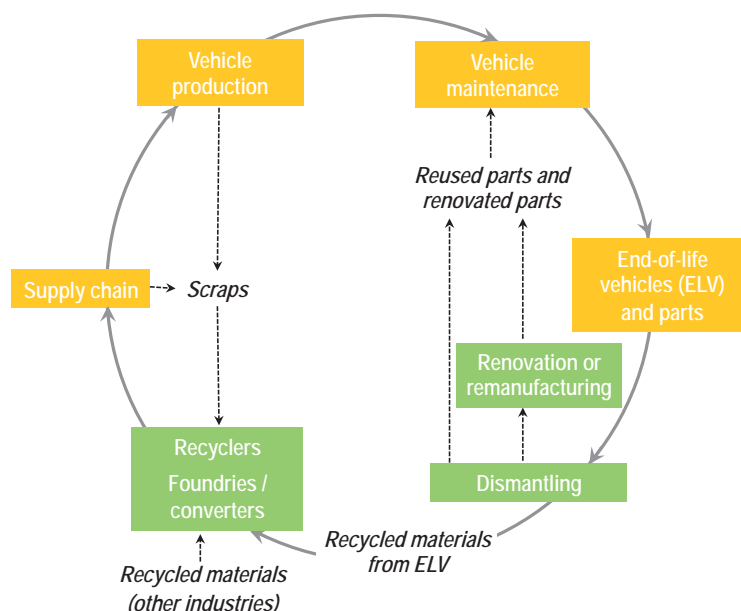 Vehicle
production
Vehicle
maintenance
Reused parts and
renovated parts
End-of-life
vehicles (ELV)
and parts
Supply chain
Scraps
Renovation or
remanufacturing
Recyclers
Foundries /
converters
Dismantling
Recycled materials
from ELV
Recycled materials
(other industries)